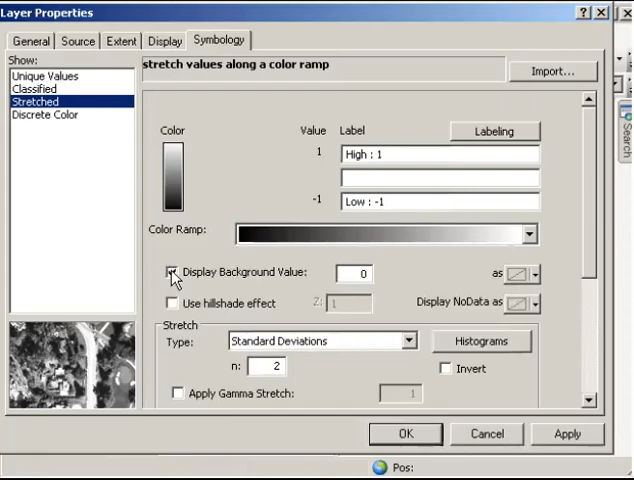 Layer Properties
General Source Extent Display Symbology
Show:
Unique Values
Classified
Stretched
Discrete Color
stretch values along a color ramp
Import...
Color Value Label Labeling
1 High : 1
-1 Low : -1
Color Ramp:
Display Background Value: 0 as
Use hillshade effect Z: 1 Display NoData as
Stretch
Type: Standard Deviations Histograms
n: 2 Invert
Apply Gamma Stretch: 1
OK Cancel Apply
Pos:
Search